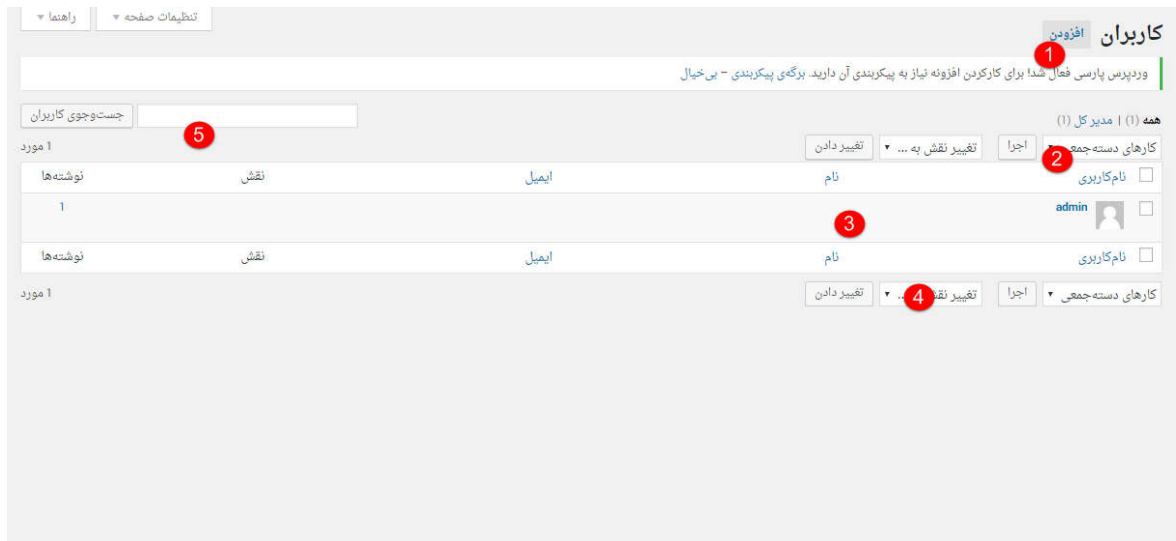 راهنما
تنظیمات صفحه
کاربران افزودن
1
وردپرس پارسی فعال شد! برای کارکردن افزونه نیاز به پیکربندی آن دارید. برگه‌ی پیکربندی – بی‌خیال
همه (1) | مدیر کل (1)
جست‌وجوی کاربران
5
کارهای دسته‌جمعی اجرا تغییر نقش به ... تغییر دادن
1 مورد
2
نام‌کاربری نام ایمیل نقش نوشته‌ها
admin 1
3
نام‌کاربری نام ایمیل نقش نوشته‌ها
کارهای دسته‌جمعی اجرا تغییر نقش ... تغییر دادن
1 مورد
4